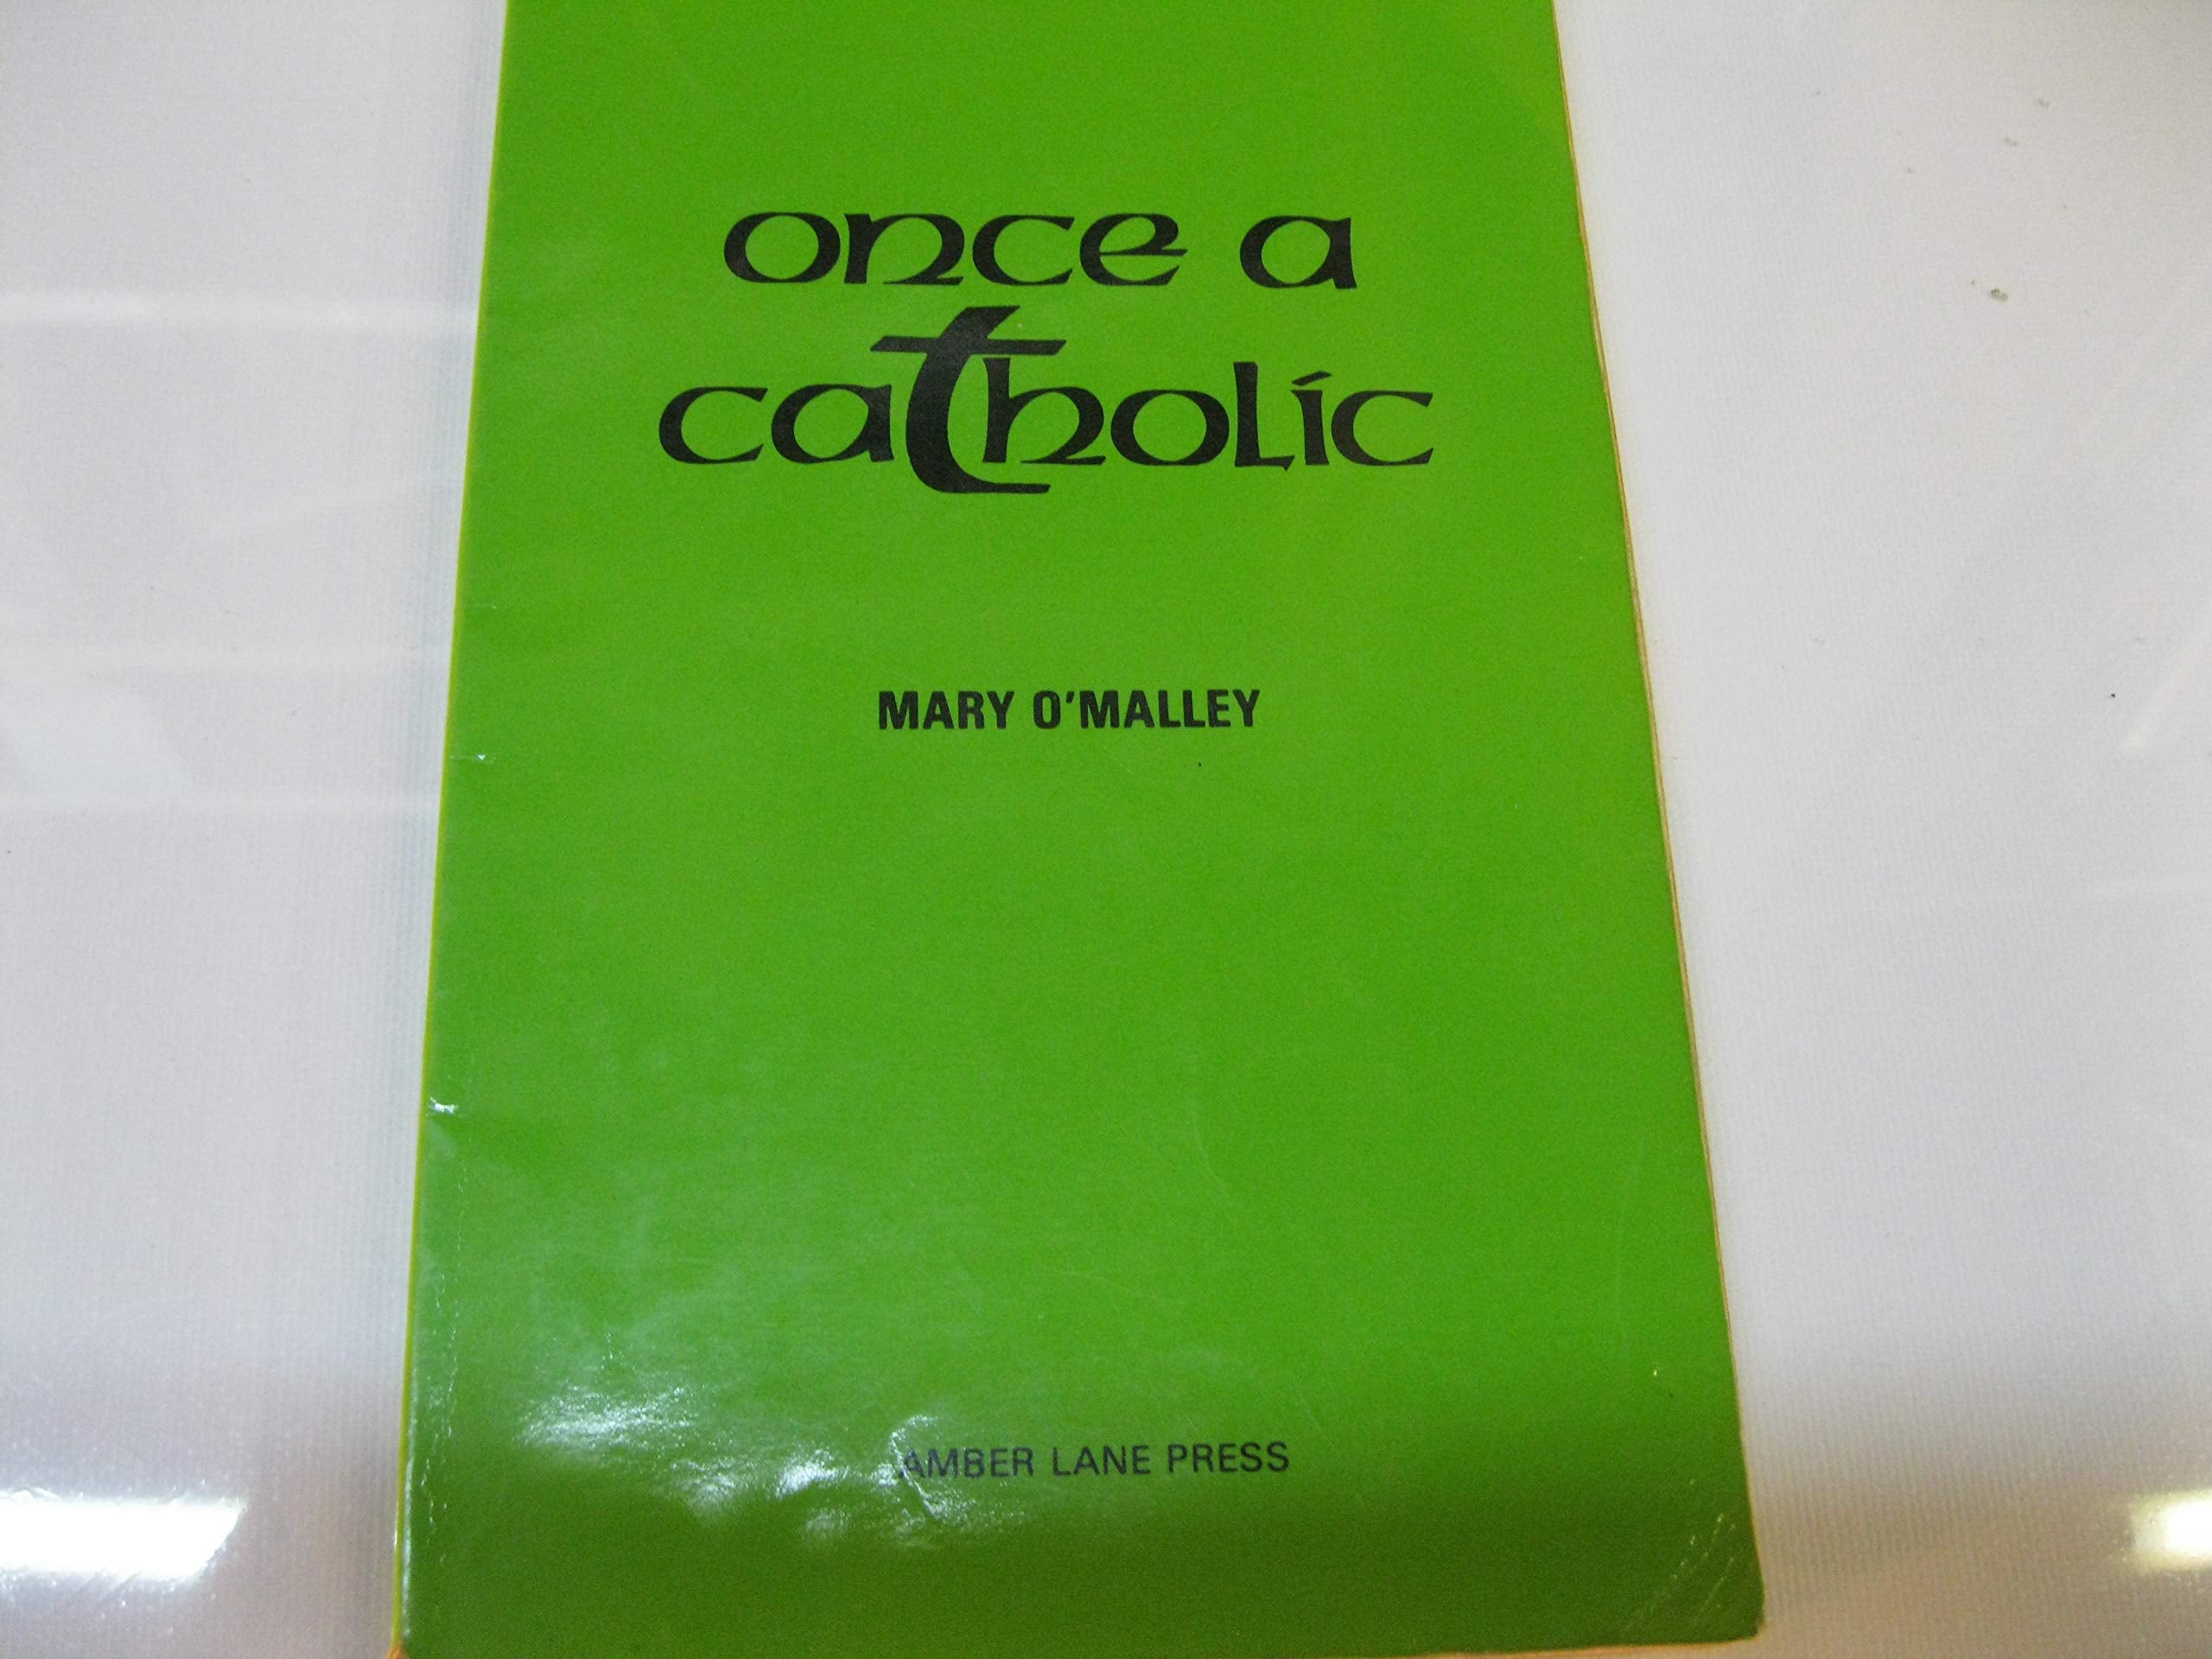 once a
catholic
MARY O'MALLEY
AMBER LANE PRESS